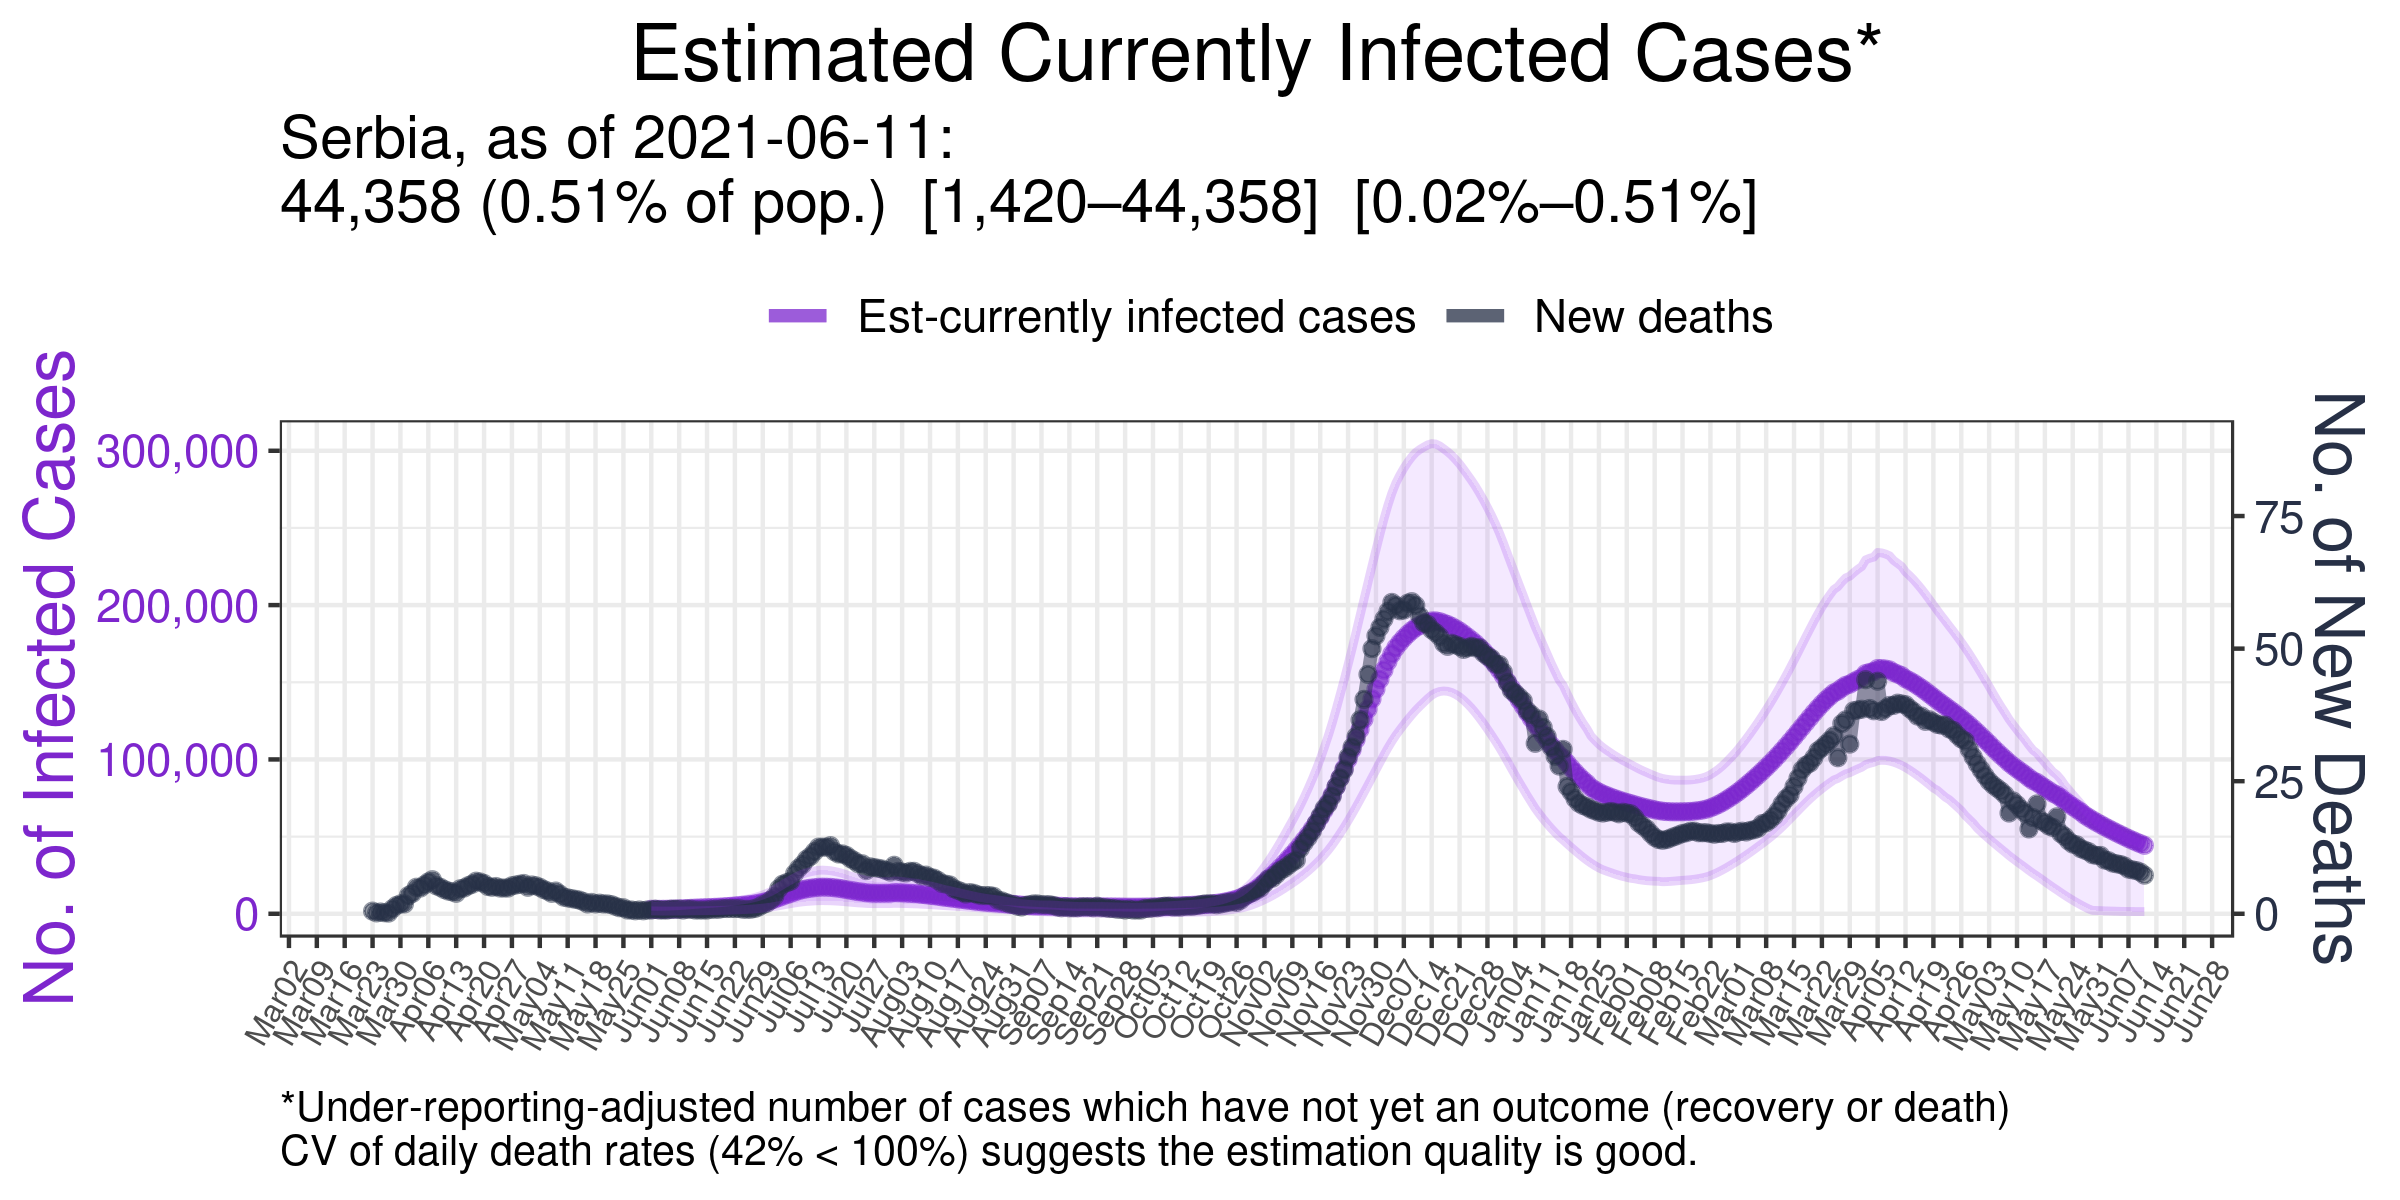 Estimated Currently Infected Cases*
Serbia, as of 2021-06-11:
44,358 (0.51% of pop.)  [1,420–44,358]  [0.02%–0.51%]
Est-currently infected cases
New deaths
No. of Infected Cases
300,000
200,000
100,000
0
75
50
25
0
No. of New Deaths
Mar02
Mar09
Mar16
Mar23
Mar30
Apr06
Apr13
Apr20
Apr27
May04
May11
May18
May25
Jun01
Jun08
Jun15
Jun22
Jun29
Jul06
Jul13
Jul20
Jul27
Aug03
Aug10
Aug17
Aug24
Aug31
Sep07
Sep14
Sep21
Sep28
Oct05
Oct12
Oct19
Oct26
Nov02
Nov09
Nov16
Nov23
Nov30
Dec07
Dec14
Dec21
Dec28
Jan04
Jan11
Jan18
Jan25
Feb01
Feb08
Feb15
Feb22
Mar01
Mar08
Mar15
Mar22
Mar29
Apr05
Apr12
Apr19
Apr26
May03
May10
May17
May24
May31
Jun07
Jun14
Jun21
Jun28
*Under-reporting-adjusted number of cases which have not yet an outcome (recovery or death)
CV of daily death rates (42% < 100%) suggests the estimation quality is good.